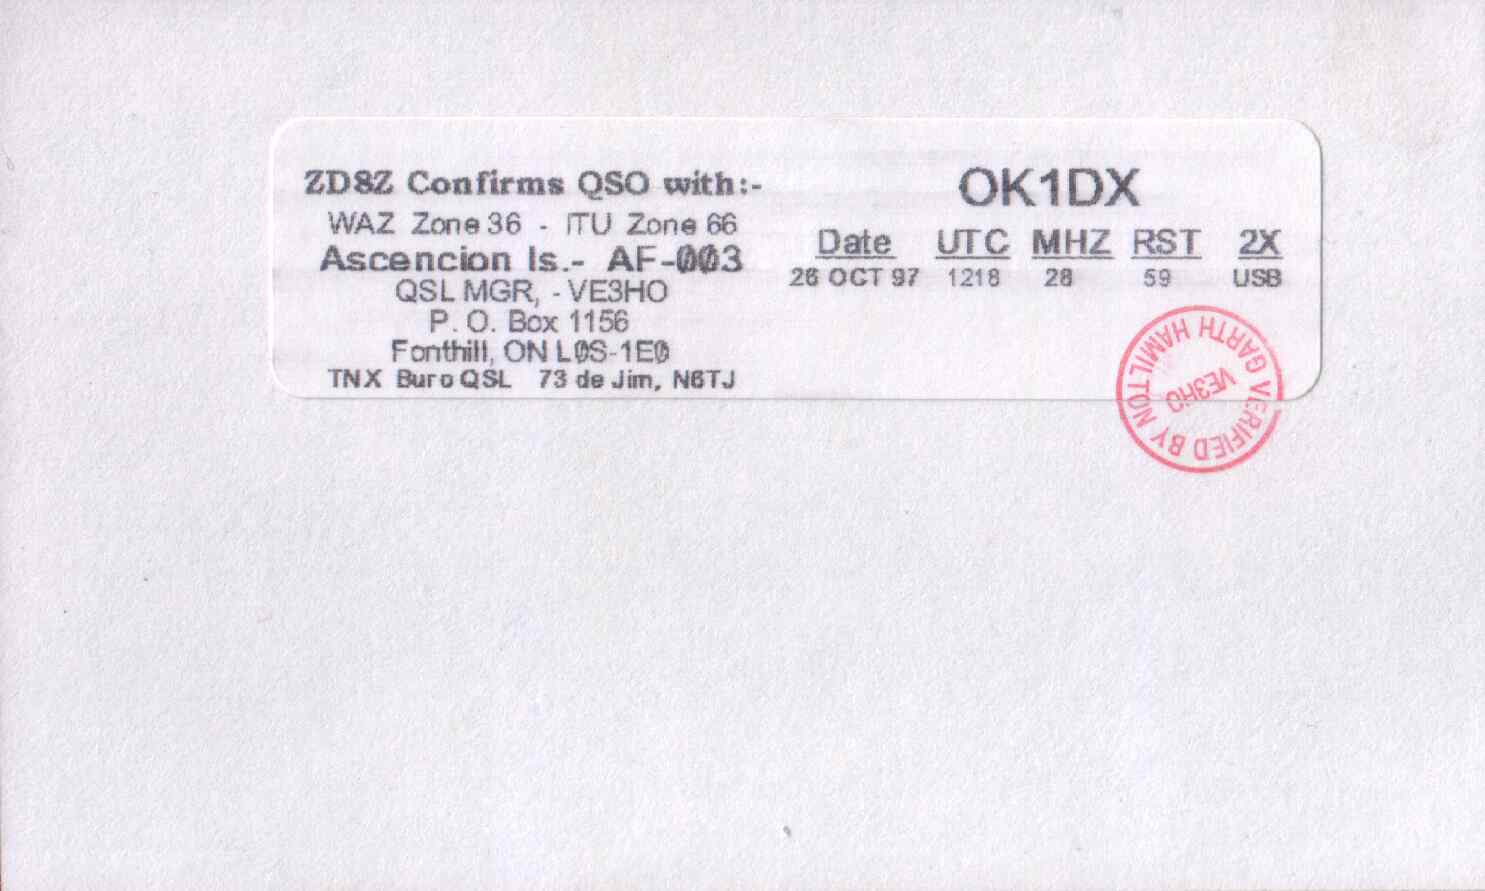 ZD8Z Confirms QSO with:-
WAZ Zone 36 - ITU Zone 66
Ascencion Is.- AF-003
QSL MGR, - VE3HO
P. O. Box 1156
Fonthill, ON L0S-1E0
TNX Buro QSL 73 de Jim, N6TJ
OK1DX
Date UTC MHZ RST 2X
26 OCT 97 1218 28 59 USB
VERIFIED BY
GARTH HAMILTON
VE3HO